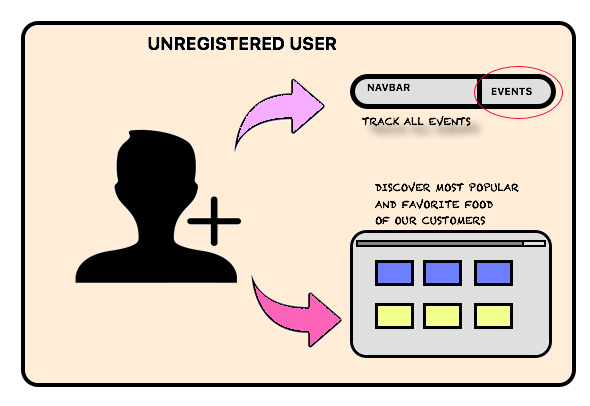 UNREGISTERED USER
NAVBAR
EVENTS
TRACK ALL EVENTS
DISCOVER MOST POPULAR
AND FAVORITE FOOD
OF OUR CUSTOMERS